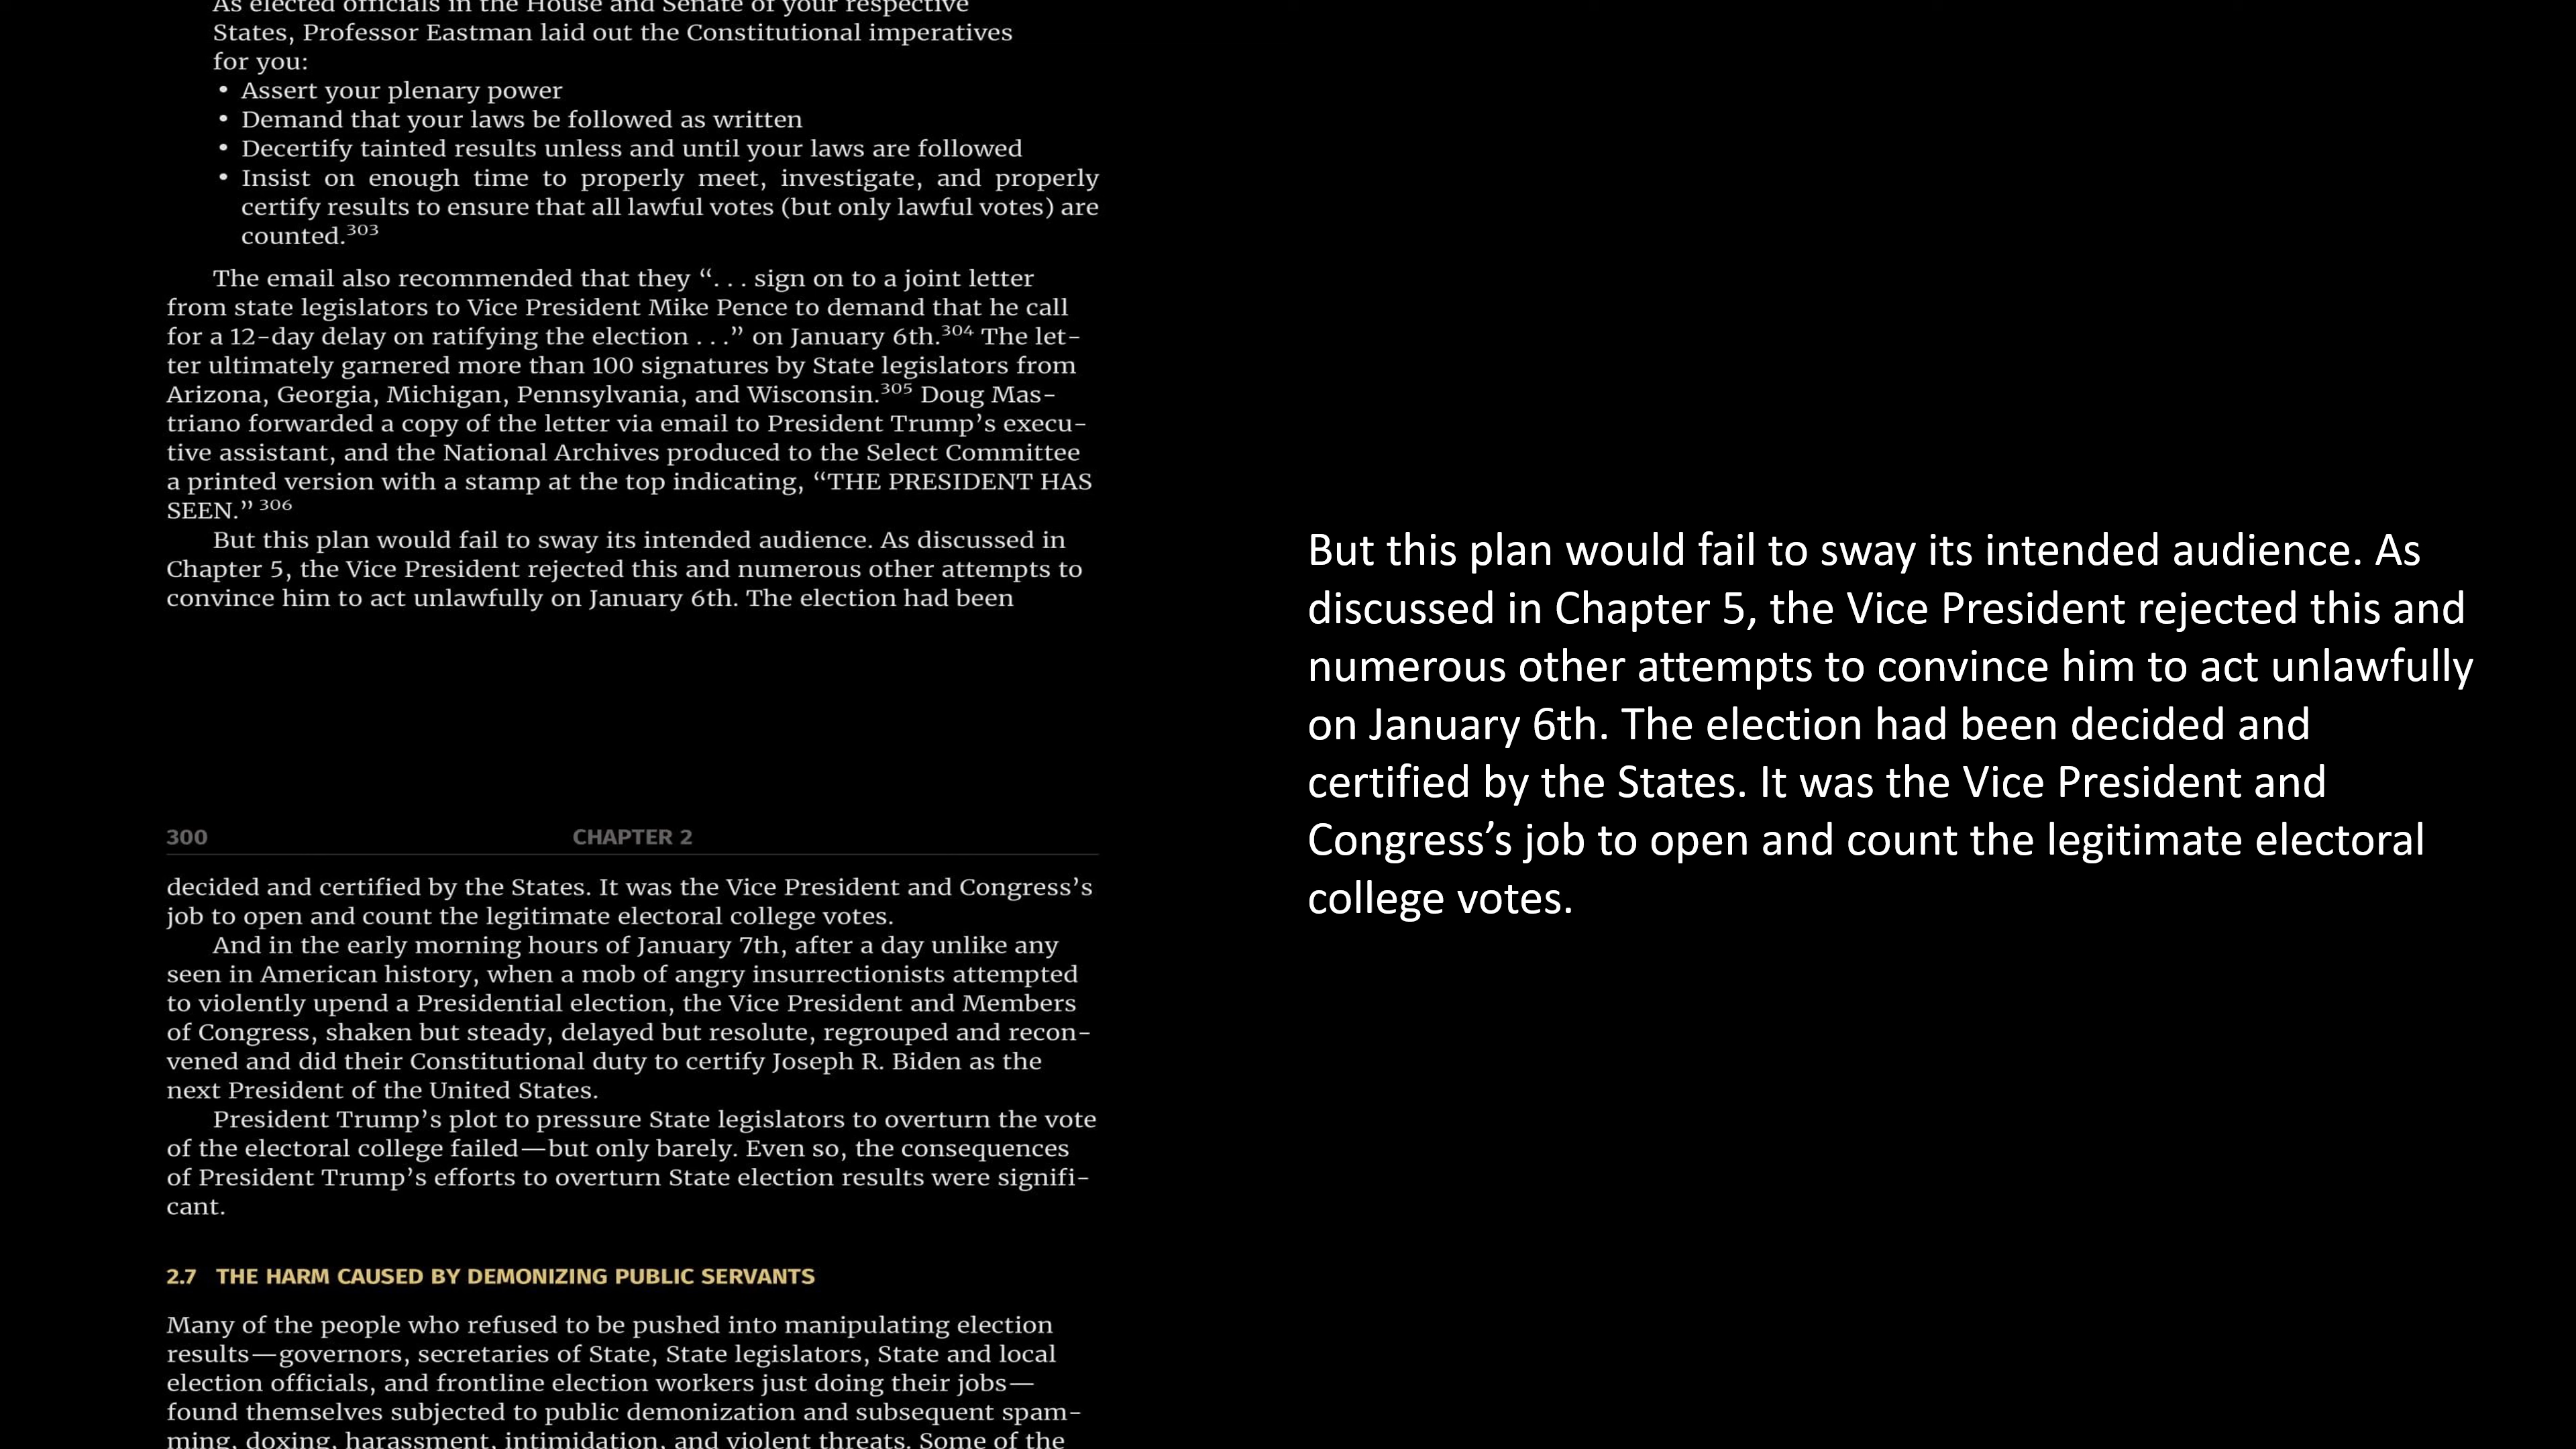 As elected officials in the House and Senate of your respective
States, Professor Eastman laid out the Constitutional imperatives
for you:
• Assert your plenary power
• Demand that your laws be followed as written
• Decertify tainted results unless and until your laws are followed
• Insist on enough time to properly meet, investigate, and properly
certify results to ensure that all lawful votes (but only lawful votes) are
counted.303
The email also recommended that they “. . . sign on to a joint letter
from state legislators to Vice President Mike Pence to demand that he call
for a 12-day delay on ratifying the election . . .” on January 6th.304 The let-
ter ultimately garnered more than 100 signatures by State legislators from
Arizona, Georgia, Michigan, Pennsylvania, and Wisconsin.305 Doug Mas-
triano forwarded a copy of the letter via email to President Trump’s execu-
tive assistant, and the National Archives produced to the Select Committee
a printed version with a stamp at the top indicating, “THE PRESIDENT HAS
SEEN.” 306
But this plan would fail to sway its intended audience. As discussed in
Chapter 5, the Vice President rejected this and numerous other attempts to
convince him to act unlawfully on January 6th. The election had been
300 CHAPTER 2
decided and certified by the States. It was the Vice President and Congress’s
job to open and count the legitimate electoral college votes.
And in the early morning hours of January 7th, after a day unlike any
seen in American history, when a mob of angry insurrectionists attempted
to violently upend a Presidential election, the Vice President and Members
of Congress, shaken but steady, delayed but resolute, regrouped and recon-
vened and did their Constitutional duty to certify Joseph R. Biden as the
next President of the United States.
President Trump’s plot to pressure State legislators to overturn the vote
of the electoral college failed—but only barely. Even so, the consequences
of President Trump’s efforts to overturn State election results were signifi-
cant.
2.7 THE HARM CAUSED BY DEMONIZING PUBLIC SERVANTS
Many of the people who refused to be pushed into manipulating election
results—governors, secretaries of State, State legislators, State and local
election officials, and frontline election workers just doing their jobs—
found themselves subjected to public demonization and subsequent spam-
ming, doxing, harassment, intimidation, and violent threats. Some of the
But this plan would fail to sway its intended audience. As
discussed in Chapter 5, the Vice President rejected this and
numerous other attempts to convince him to act unlawfully
on January 6th. The election had been decided and
certified by the States. It was the Vice President and
Congress’s job to open and count the legitimate electoral
college votes.